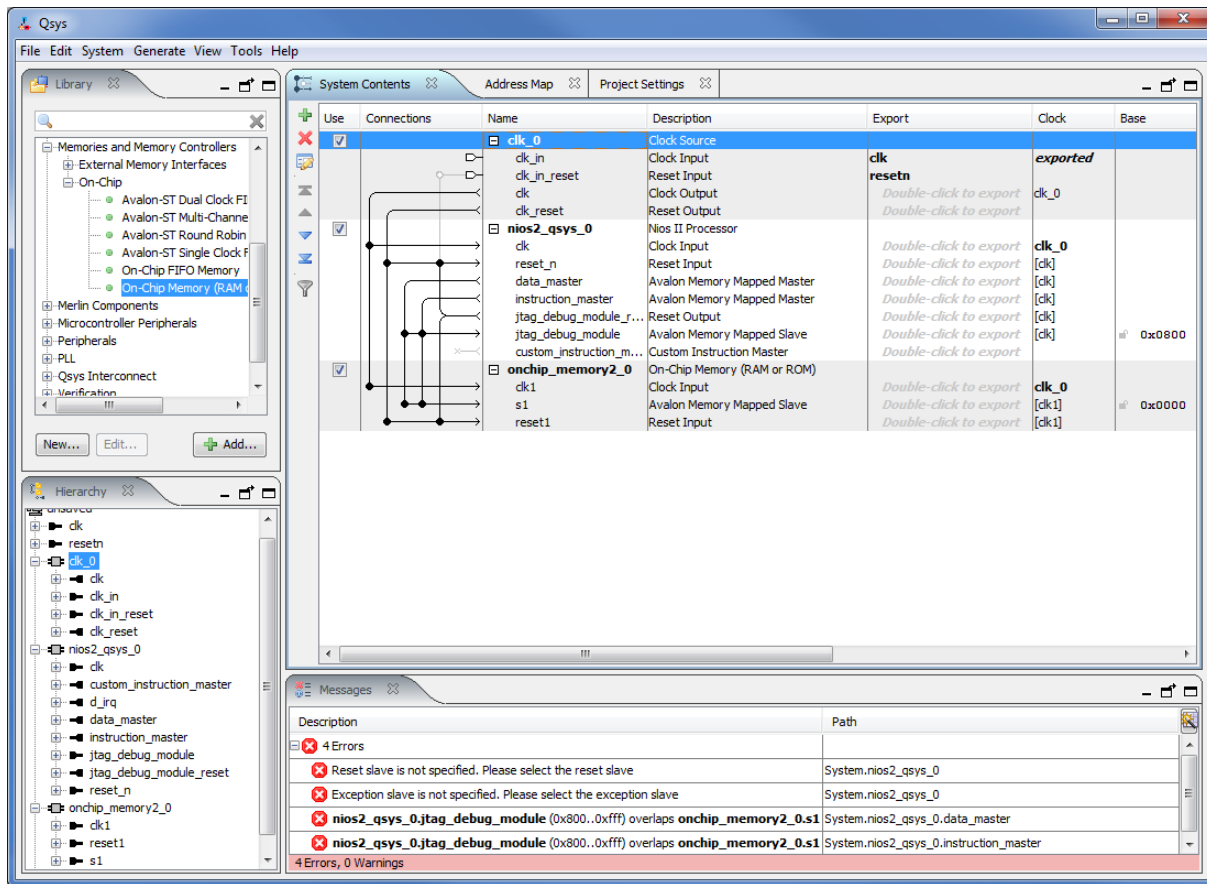 Qsys
File Edit System Generate View Tools Help
Library
Memories and Memory Controllers
External Memory Interfaces
On-Chip
Avalon-ST Dual Clock FI
Avalon-ST Multi-Channe
Avalon-ST Round Robin
Avalon-ST Single Clock F
On-Chip FIFO Memory
On-Chip Memory (RAM o
Merlin Components
Microcontroller Peripherals
Peripherals
PLL
Qsys Interconnect
Verification
New... Edit... Add...
Hierarchy
unsaved
clk
resetn
clk_0
clk
clk_in
clk_in_reset
clk_reset
nios2_qsys_0
clk
custom_instruction_master
d_irq
data_master
instruction_master
jtag_debug_module
jtag_debug_module_reset
reset_n
onchip_memory2_0
clk1
reset1
s1
System Contents Address Map Project Settings
Use Connections Name Description Export Clock Base
clk_0 Clock Source
clk_in Clock Input clk exported
clk_in_reset Reset Input resetn
clk Clock Output Double-click to export clk_0
clk_reset Reset Output Double-click to export
nios2_qsys_0 Nios II Processor
clk Clock Input Double-click to export clk_0
reset_n Reset Input Double-click to export [clk]
data_master Avalon Memory Mapped Master Double-click to export [clk]
instruction_master Avalon Memory Mapped Master Double-click to export [clk]
jtag_debug_module_r... Reset Output Double-click to export [clk]
jtag_debug_module Avalon Memory Mapped Slave Double-click to export [clk] 0x0800
custom_instruction_m... Custom Instruction Master Double-click to export
onchip_memory2_0 On-Chip Memory (RAM or ROM)
clk1 Clock Input Double-click to export clk_0
s1 Avalon Memory Mapped Slave Double-click to export [clk1] 0x0000
reset1 Reset Input Double-click to export [clk1]
Messages
Description Path
4 Errors
Reset slave is not specified. Please select the reset slave System.nios2_qsys_0
Exception slave is not specified. Please select the exception slave System.nios2_qsys_0
nios2_qsys_0.jtag_debug_module (0x800..0xfff) overlaps onchip_memory2_0.s1 System.nios2_qsys_0.data_master
nios2_qsys_0.jtag_debug_module (0x800..0xfff) overlaps onchip_memory2_0.s1 System.nios2_qsys_0.instruction_master
4 Errors, 0 Warnings